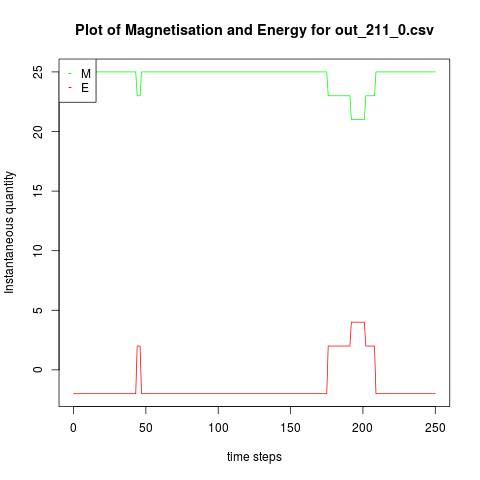 Plot of Magnetisation and Energy for out_211_0.csv
M
E
Instantaneous quantity
25
20
15
10
5
0
0 50 100 150 200 250
time steps